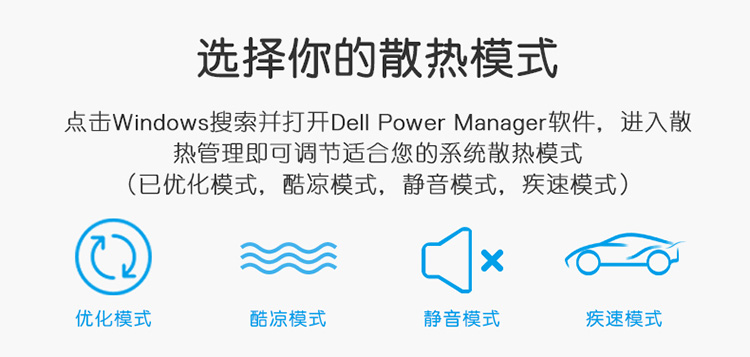 选择你的散热模式
点击Windows搜索并打开Dell Power Manager软件，进入散
热管理即可调节适合您的系统散热模式
（已优化模式，酷凉模式，静音模式，疾速模式）
优化模式
酷凉模式
静音模式
疾速模式